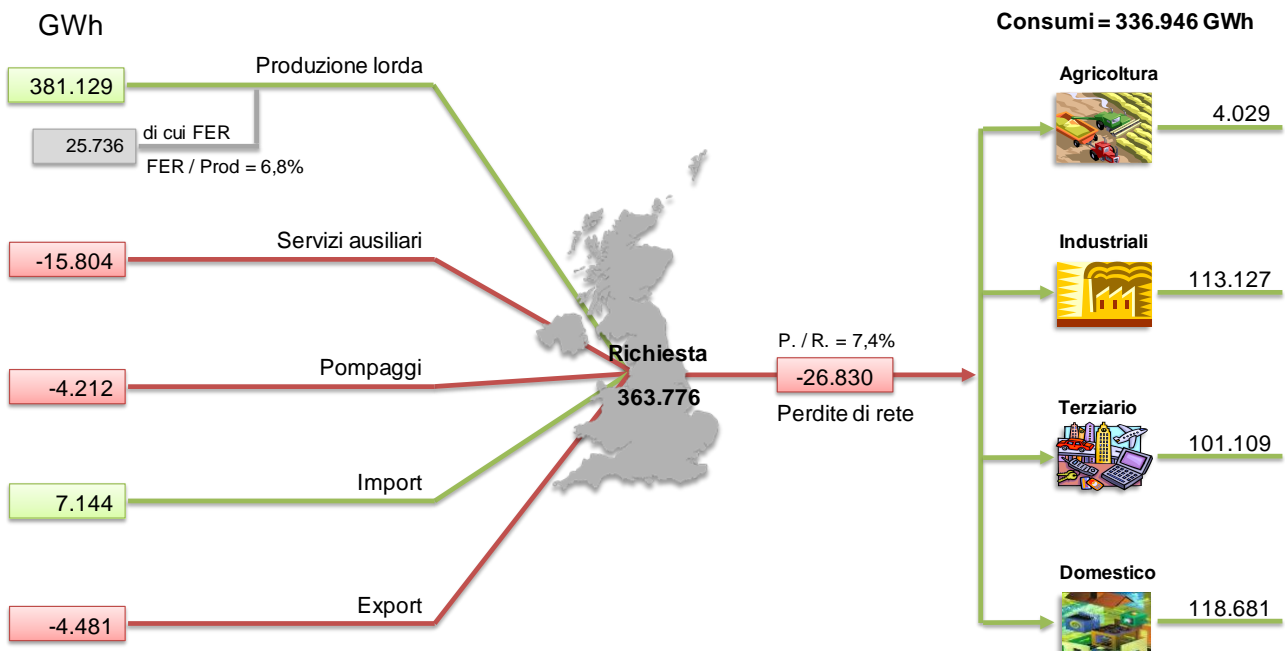 GWh
Consumi = 336.946 GWh
Produzione lorda
381.129
di cui FER
25.736
FER / Prod = 6,8%
Servizi ausiliari
-15.804
Pompaggi
-4.212
Import
7.144
Export
-4.481
Richiesta
363.776
P. / R. = 7,4%
-26.830
Perdite di rete
Agricoltura
4.029
Industriali
113.127
Terziario
101.109
Domestico
118.681